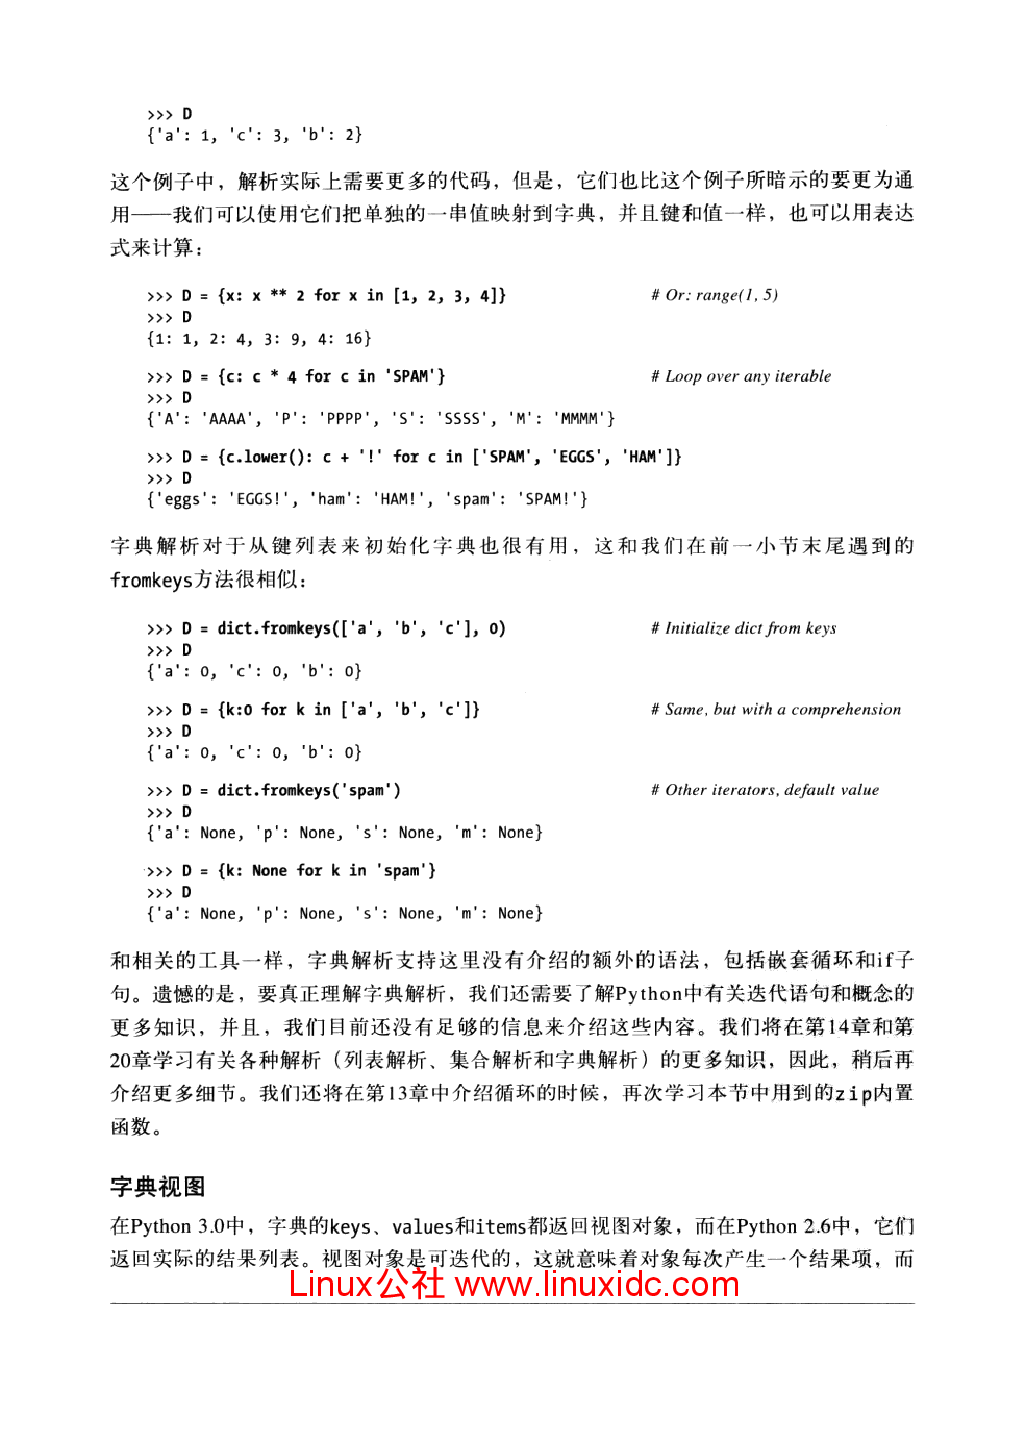 >>> D
{'a': 1, 'c': 3, 'b': 2}
这个例子中，解析实际上需要更多的代码，但是，它们也比这个例子所暗示的要更为通
用——我们可以使用它们把单独的一串值映射到字典，并且键和值一样，也可以用表达
式来计算：
>>> D = {x: x ** 2 for x in [1, 2, 3, 4]} # Or: range(1, 5)
>>> D
{1: 1, 2: 4, 3: 9, 4: 16}
>>> D = {c: c * 4 for c in 'SPAM'} # Loop over any iterable
>>> D
{'A': 'AAAA', 'P': 'PPPP', 'S': 'SSSS', 'M': 'MMMM'}
>>> D = {c.lower(): c + '!' for c in ['SPAM', 'EGGS', 'HAM']}
>>> D
{'eggs': 'EGGS!', 'ham': 'HAM!', 'spam': 'SPAM!'}
字典解析对于从键列表来初始化字典也很有用，这和我们在前一小节末尾遇到的
fromkeys方法很相似：
>>> D = dict.fromkeys(['a', 'b', 'c'], 0) # Initialize dict from keys
>>> D
{'a': 0, 'c': 0, 'b': 0}
>>> D = {k:0 for k in ['a', 'b', 'c']} # Same, but with a comprehension
>>> D
{'a': 0, 'c': 0, 'b': 0}
>>> D = dict.fromkeys('spam') # Other iterators, default value
>>> D
{'a': None, 'p': None, 's': None, 'm': None}
>>> D = {k: None for k in 'spam'}
>>> D
{'a': None, 'p': None, 's': None, 'm': None}
和相关的工具一样，字典解析支持这里没有介绍的额外的语法，包括嵌套循环和if子
句。遗憾的是，要真正理解字典解析，我们还需要了解Python中有关迭代语句和概念的
更多知识，并且，我们目前还没有足够的信息来介绍这些内容。我们将在第14章和第
20章学习有关各种解析（列表解析、集合解析和字典解析）的更多知识，因此，稍后再
介绍更多细节。我们还将在第13章中介绍循环的时候，再次学习本节中用到的zip内置
函数。
字典视图
在Python 3.0中，字典的keys、values和items都返回视图对象，而在Python 2.6中，它们
返回实际的结果列表。视图对象是可迭代的，这就意味着对象每次产生一个结果项，而
Linux公社 www.linuxidc.com